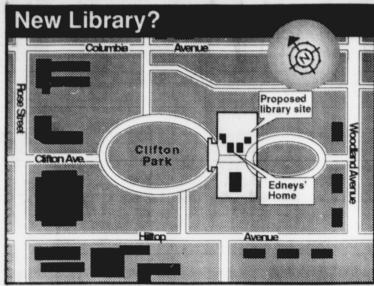 New Library?
Columbia Avenue
N
Rose Street
Proposed
library site
Clifton
Park
Clifton Ave.
Woodland Avenue
Edneys'
Home
Hilltop Avenue